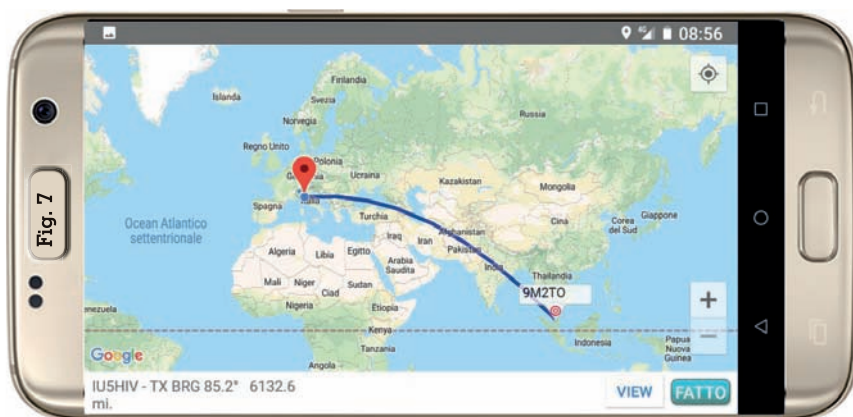 08:56
Finlandia
Islanda
Svezia
Russia
Norvegia
Regno Unito
Polonia
Ucraina
Kazakistan
Mongolia
Italia
Spagna
Turchia
Cina
Corea
del Sud
Giappone
Fig. 7
Ocean Atlantico
settentrionale
Afghanistan
Iraq
Iran
Pakistan
Algeria
Libia
Egitto
Arabia
Saudita
India
Mali
Niger
Ciad
Sudan
Thailandia
9M2TO
Nigeria
Etiopia
Kenya
Indonesia
Papua
Nuova
Guinea
Tanzania
Angola
Google
IU5HIV - TX BRG 85.2° 6132.6
mi.
VIEW
FATTO